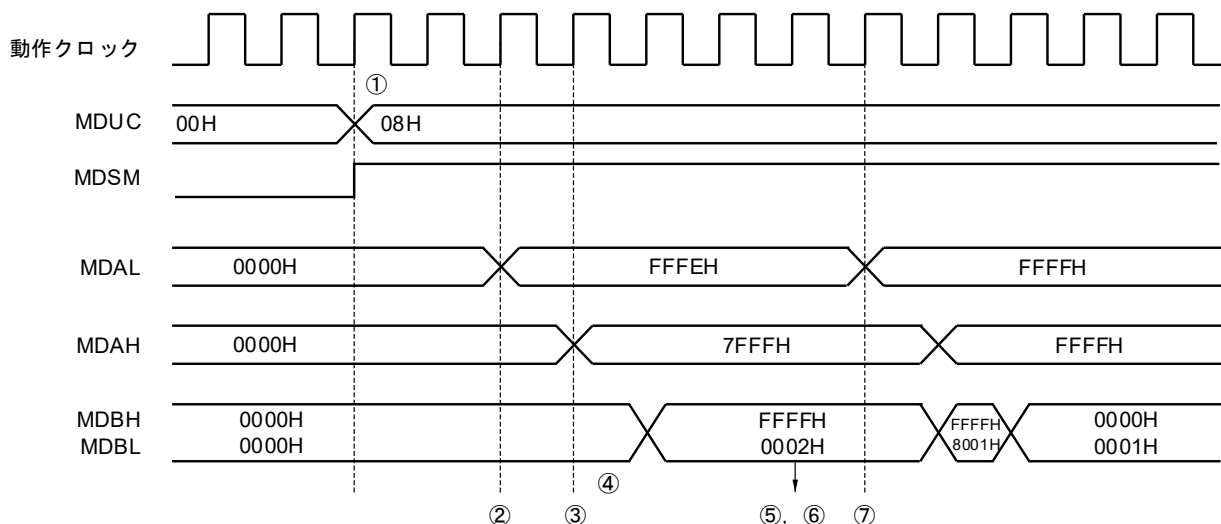 動作クロック
①
MDUC 00H 08H
MDSM
MDAL 0000H FFFEH FFFFH
MDAH 0000H 7FFFH FFFFH
MDBH 0000H FFFFH FFFFH 0000H
MDBL 0000H 0002H 8001H 0001H
④
② ③ ⑤, ⑥ ⑦